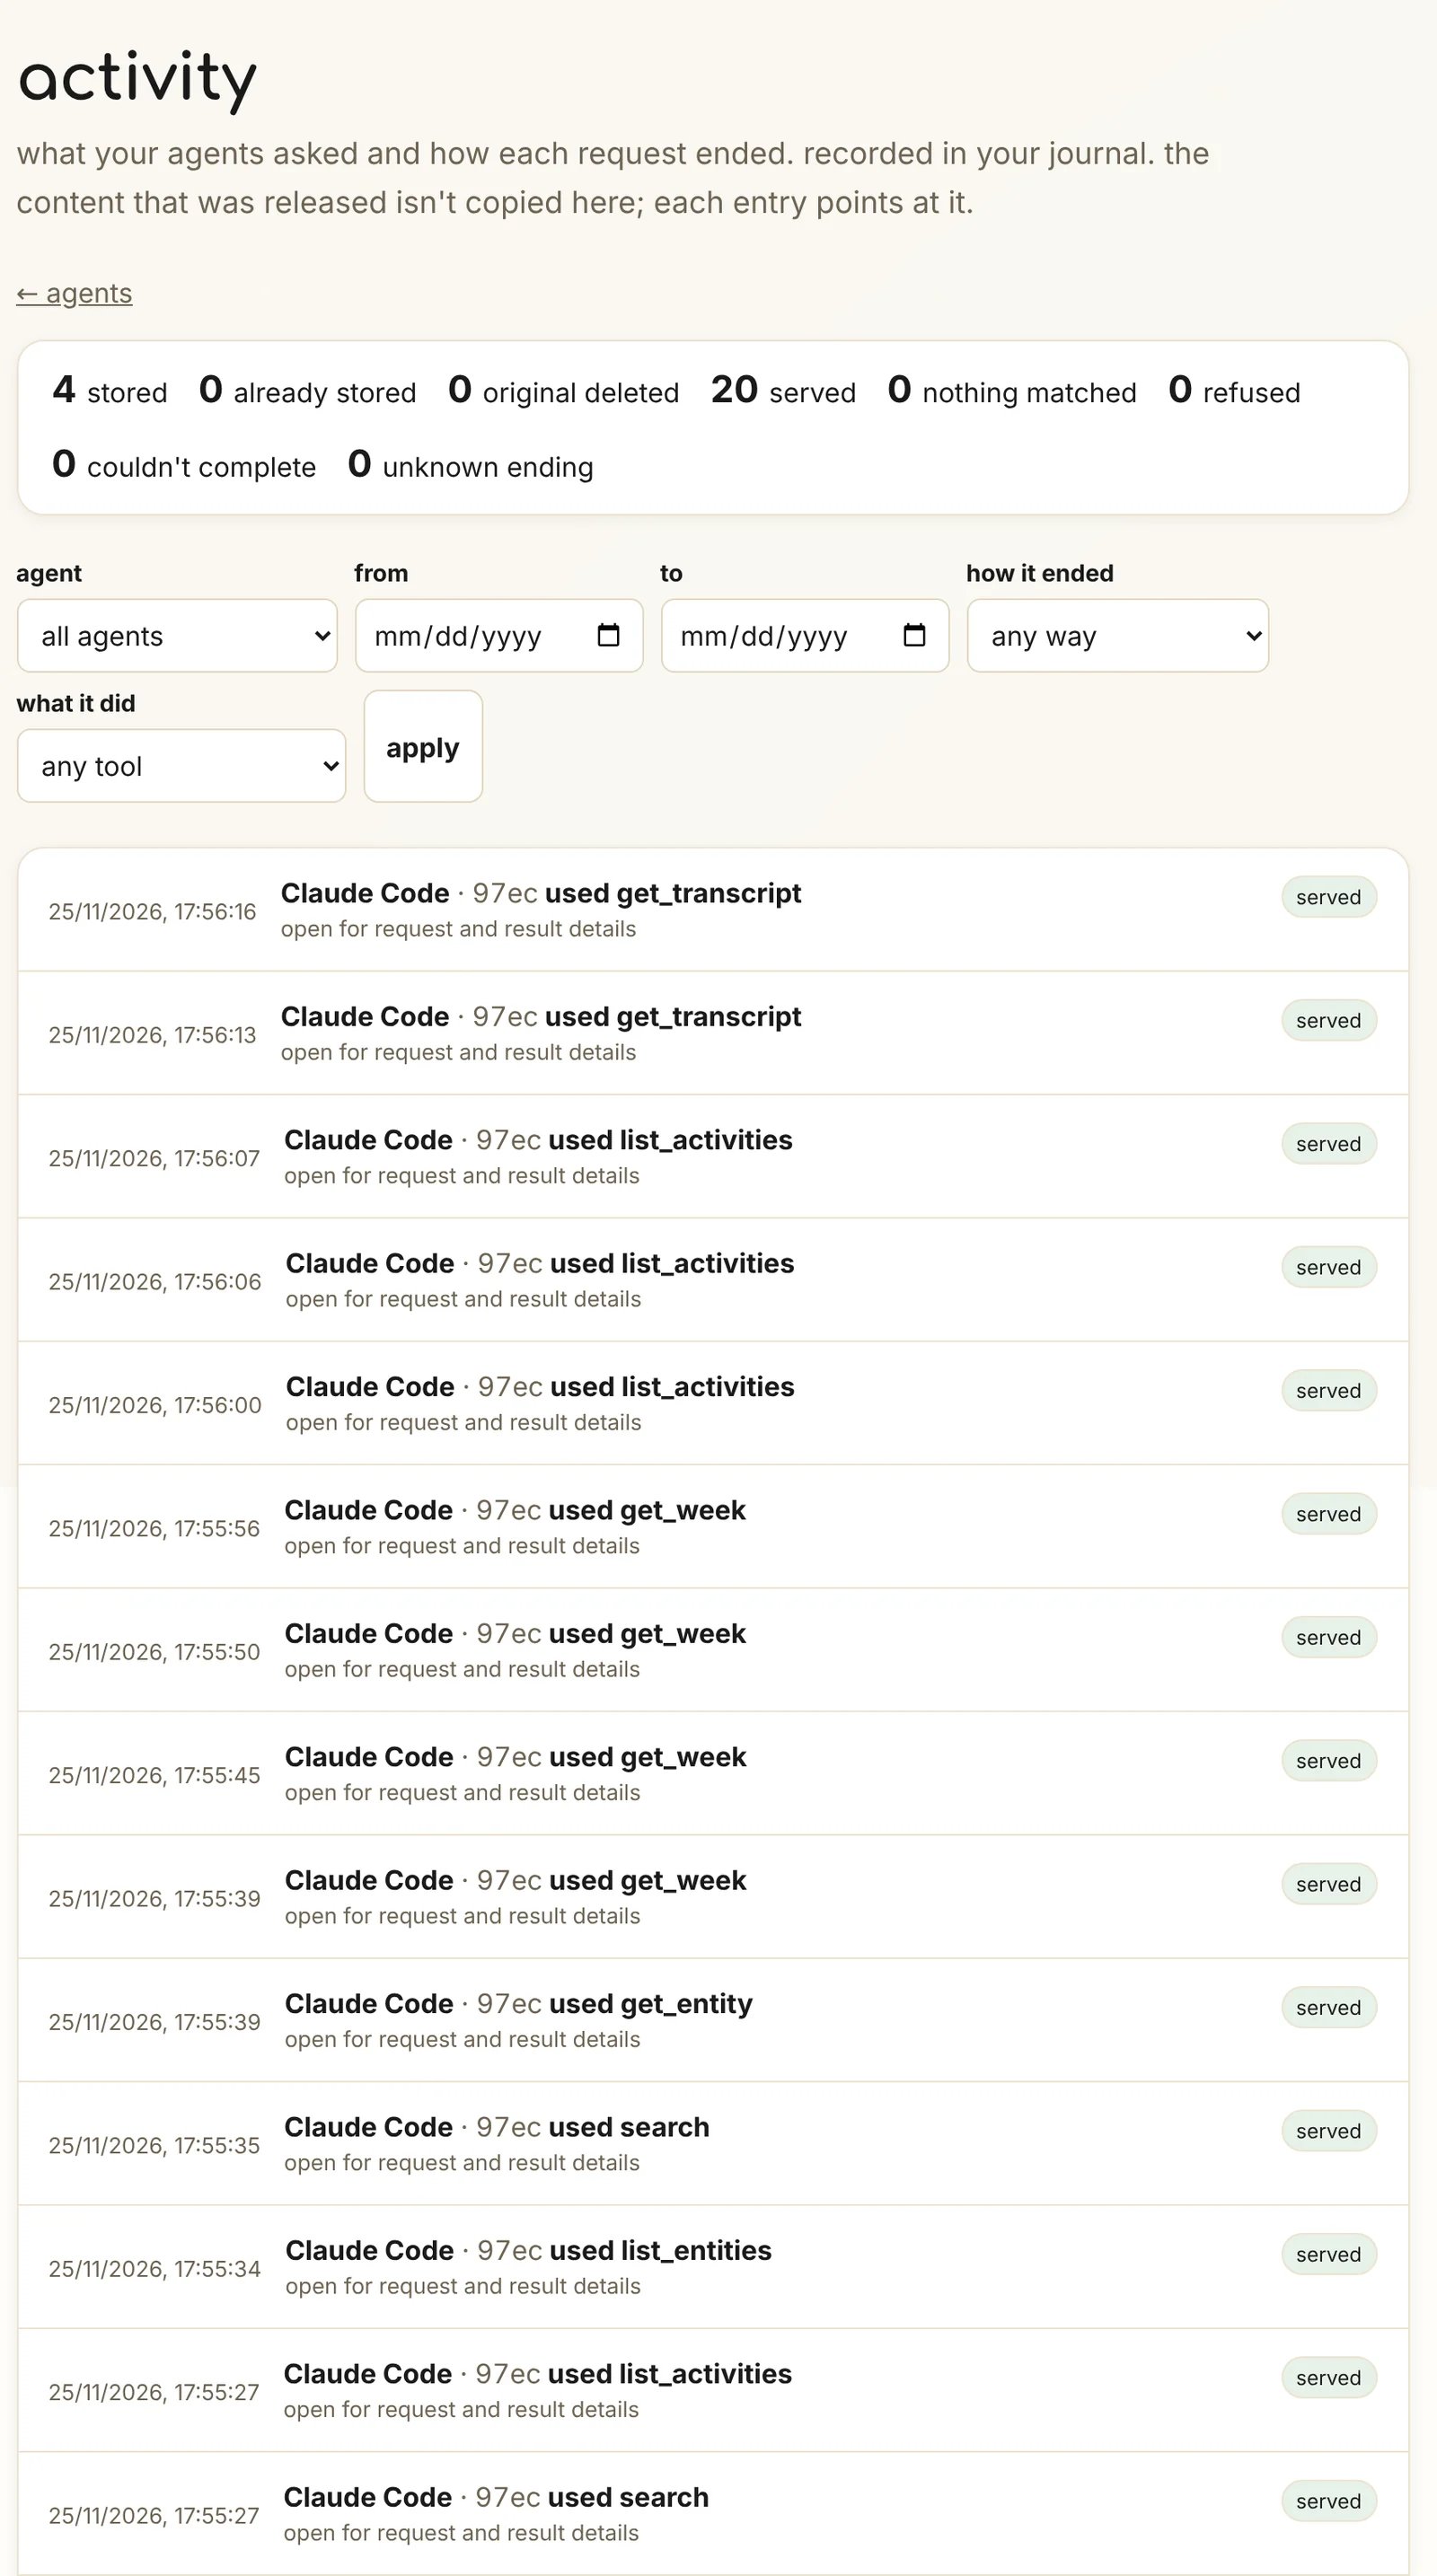 activity
what your agents asked and how each request ended. recorded in your journal. the
content that was released isn't copied here; each entry points at it.
← agents
4 stored 0 already stored 0 original deleted 20 served 0 nothing matched 0 refused
0 couldn't complete 0 unknown ending
agent from to how it ended
all agents mm/dd/yyyy mm/dd/yyyy any way
what it did
any tool apply
25/11/2026, 17:56:16 Claude Code · 97ec used get_transcript served
open for request and result details
25/11/2026, 17:56:13 Claude Code · 97ec used get_transcript served
open for request and result details
25/11/2026, 17:56:07 Claude Code · 97ec used list_activities served
open for request and result details
25/11/2026, 17:56:06 Claude Code · 97ec used list_activities served
open for request and result details
25/11/2026, 17:56:00 Claude Code · 97ec used list_activities served
open for request and result details
25/11/2026, 17:55:56 Claude Code · 97ec used get_week served
open for request and result details
25/11/2026, 17:55:50 Claude Code · 97ec used get_week served
open for request and result details
25/11/2026, 17:55:45 Claude Code · 97ec used get_week served
open for request and result details
25/11/2026, 17:55:39 Claude Code · 97ec used get_week served
open for request and result details
25/11/2026, 17:55:39 Claude Code · 97ec used get_entity served
open for request and result details
25/11/2026, 17:55:35 Claude Code · 97ec used search served
open for request and result details
25/11/2026, 17:55:34 Claude Code · 97ec used list_entities served
open for request and result details
25/11/2026, 17:55:27 Claude Code · 97ec used list_activities served
open for request and result details
25/11/2026, 17:55:27 Claude Code · 97ec used search served
open for request and result details